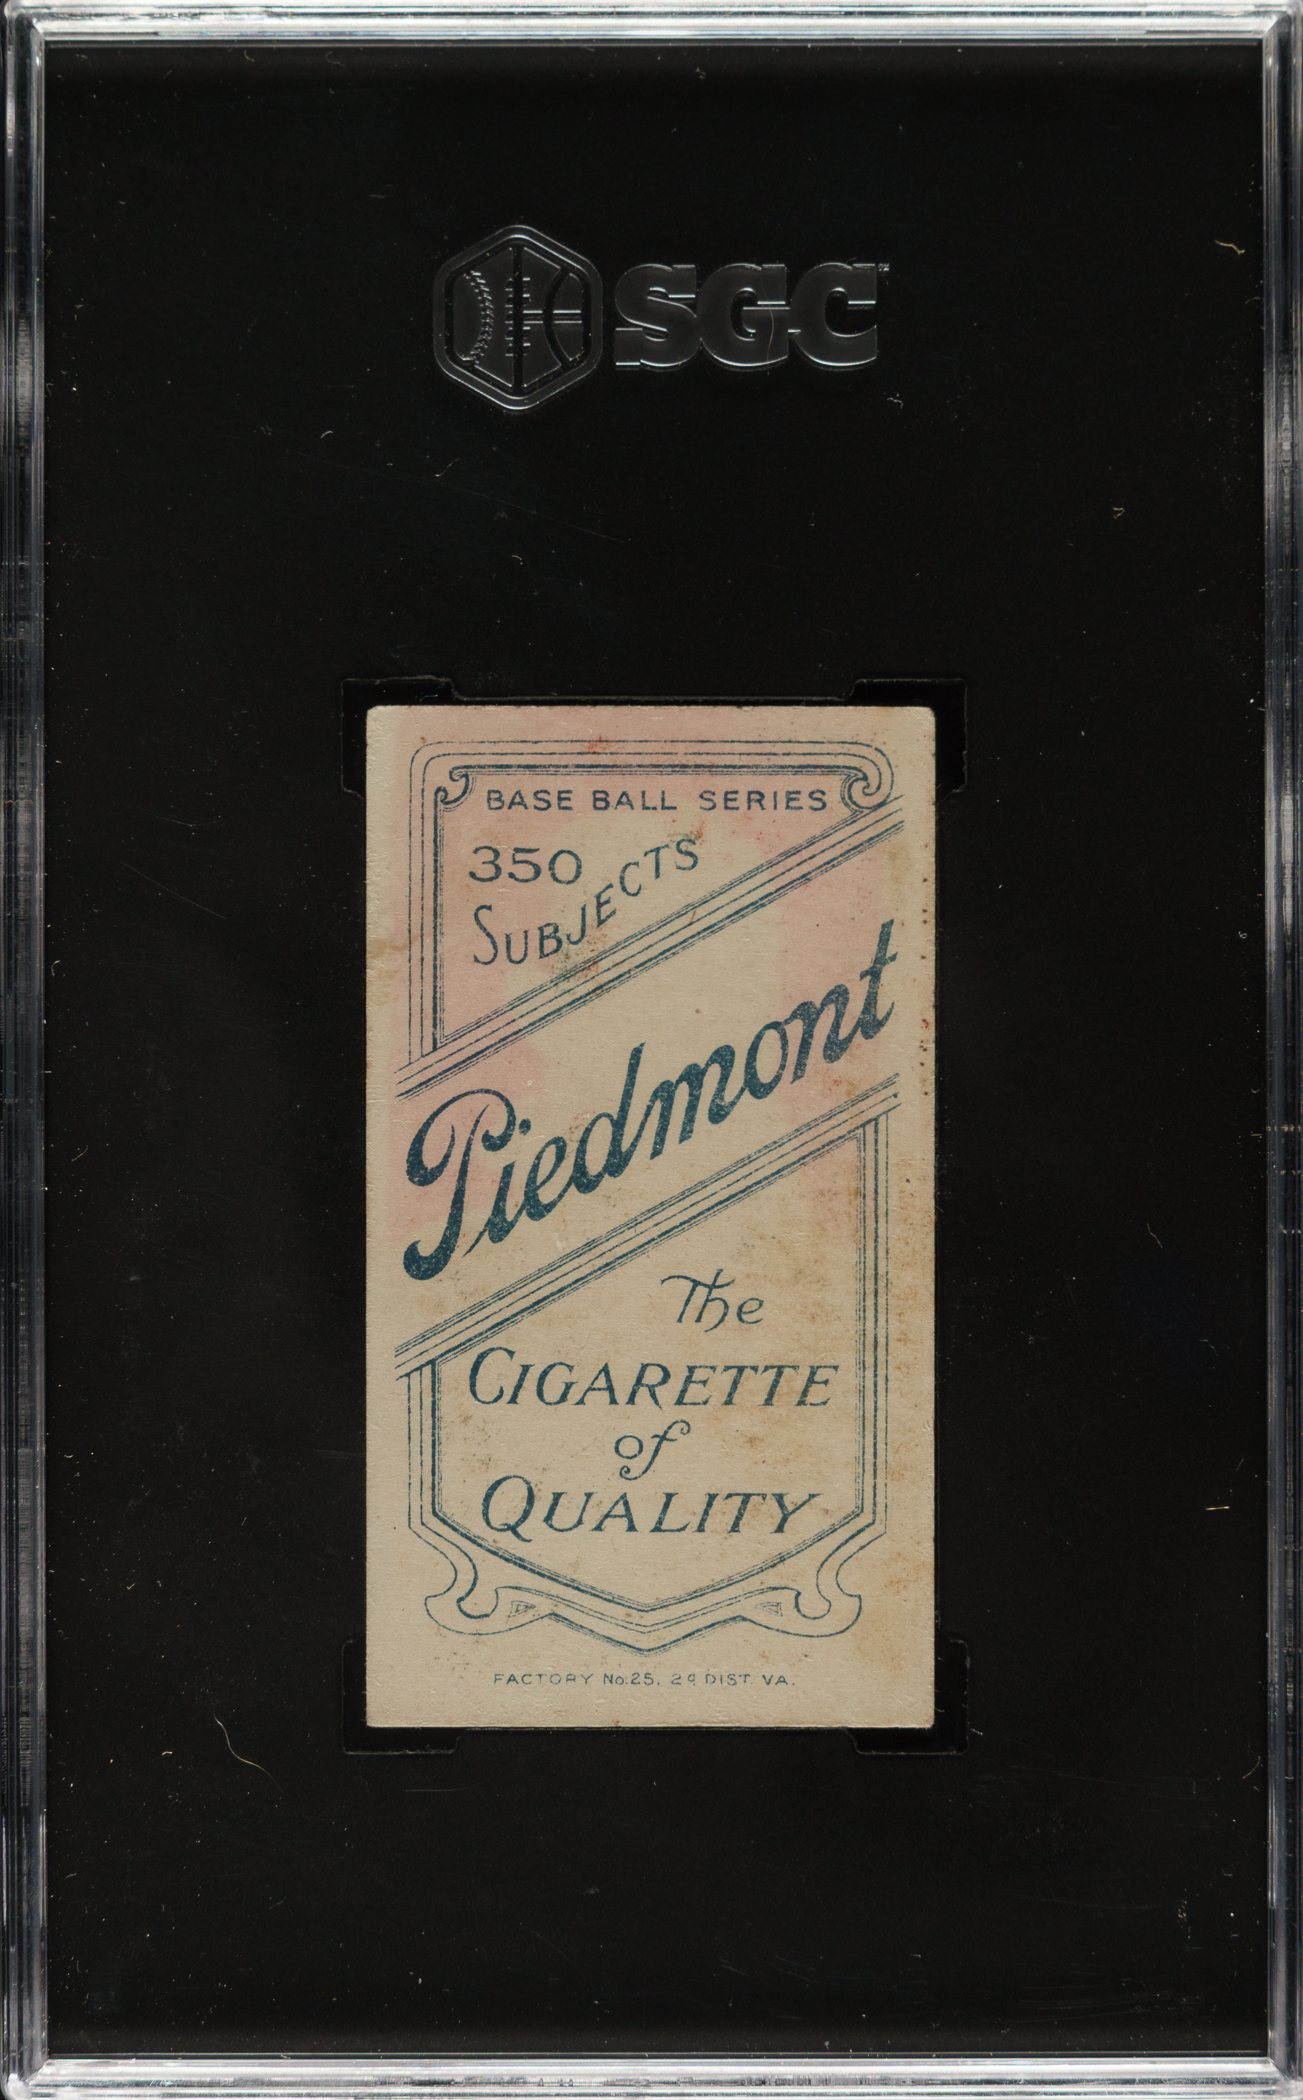 SGC
BASE BALL SERIES
350
SUBJECTS
Piedmont
The
CIGARETTE
of
QUALITY
FACTORY No. 25, 2d DIST. VA.